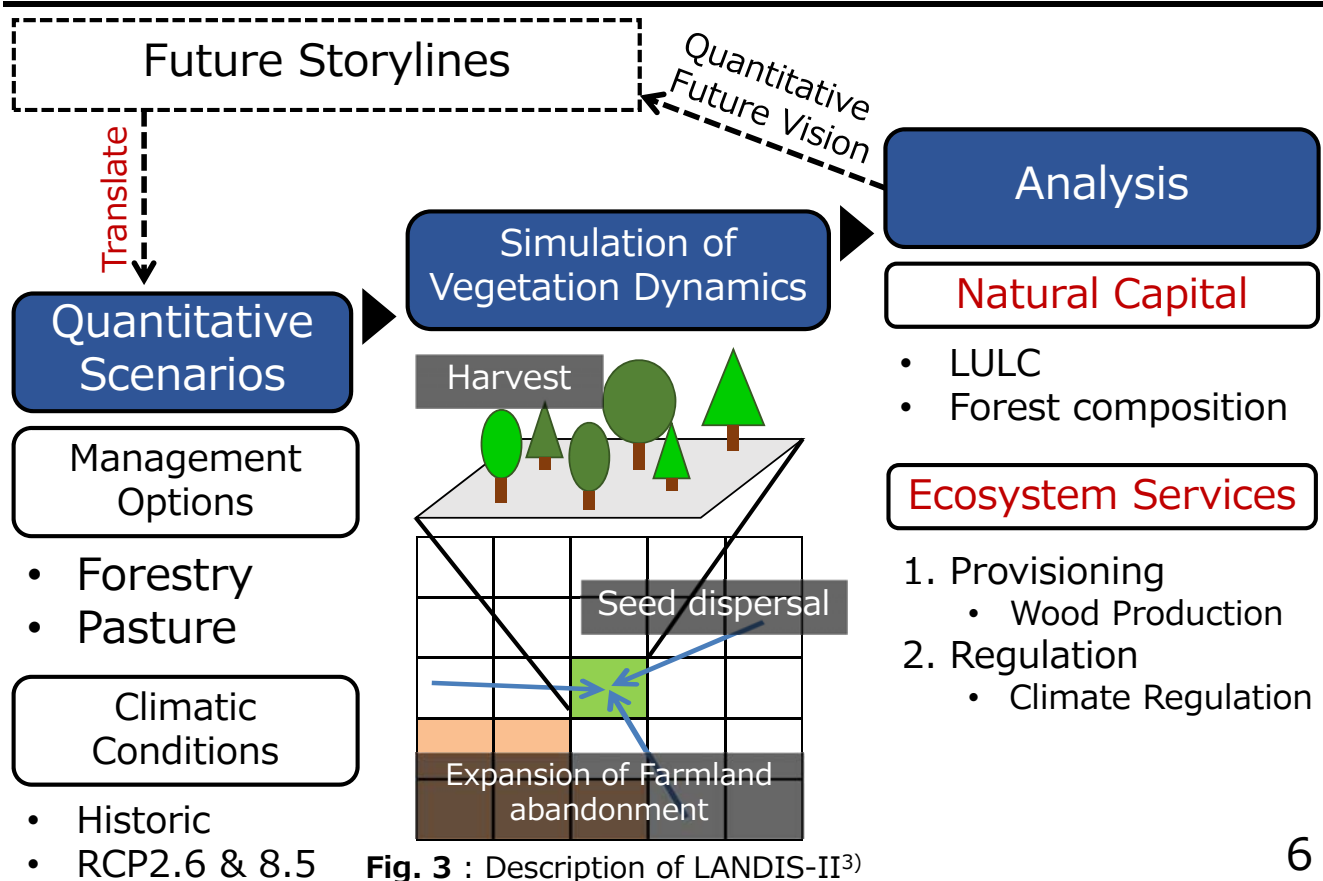 Future Storylines
Quantitative
Future Vision
Translate
Quantitative
Scenarios
Management
Options
• Forestry
• Pasture
Climatic
Conditions
• Historic
• RCP2.6 & 8.5
Simulation of
Vegetation Dynamics
Harvest
Seed dispersal
Expansion of Farmland
abandonment
Fig. 3 : Description of LANDIS-II3)
Analysis
Natural Capital
• LULC
• Forest composition
Ecosystem Services
1. Provisioning
• Wood Production
2. Regulation
• Climate Regulation
6